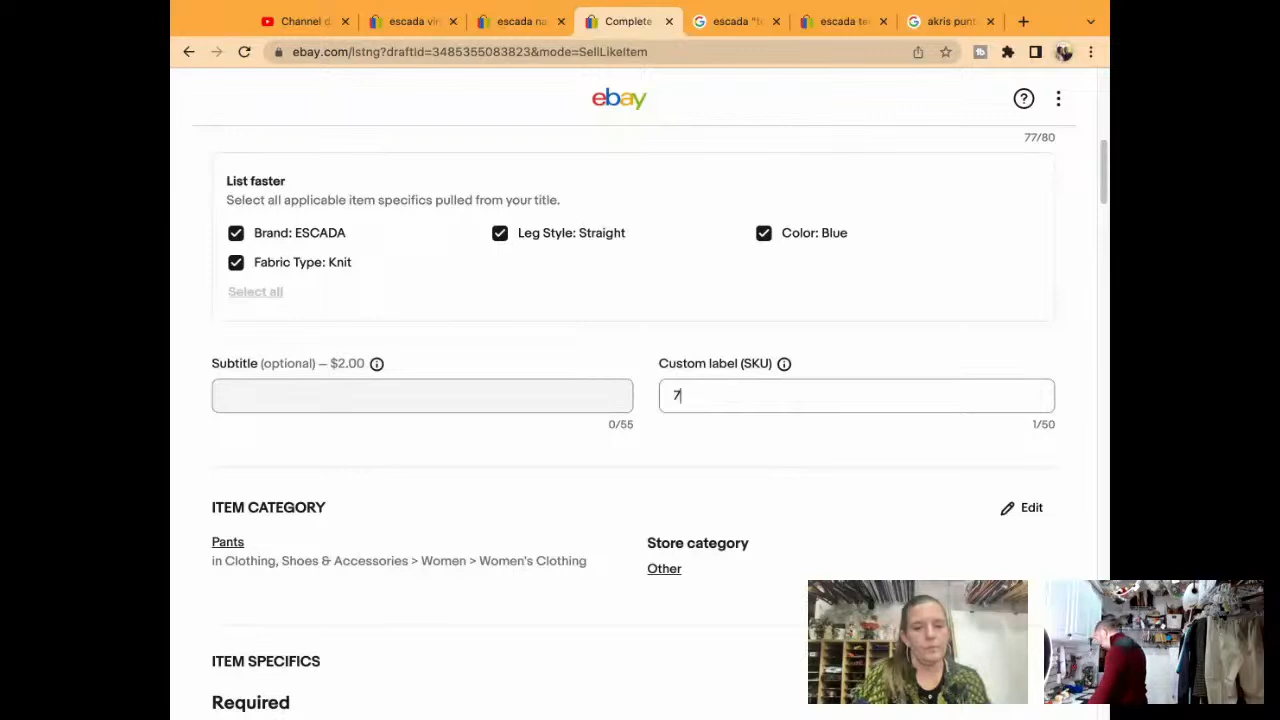 Channel d
escada vir
escada na
Complete
escada "t
escada te
akris punt
ebay.com/lstng?draftId=3485355083823&mode=SellLikeItem
ebay
77/80
List faster
Select all applicable item specifics pulled from your title.
Brand: ESCADA
Leg Style: Straight
Color: Blue
Fabric Type: Knit
Select all
Subtitle (optional) – $2.00
Custom label (SKU)
7
0/55
1/50
ITEM CATEGORY
Edit
Pants
in Clothing, Shoes & Accessories > Women > Women's Clothing
Store category
Other
ITEM SPECIFICS
Required